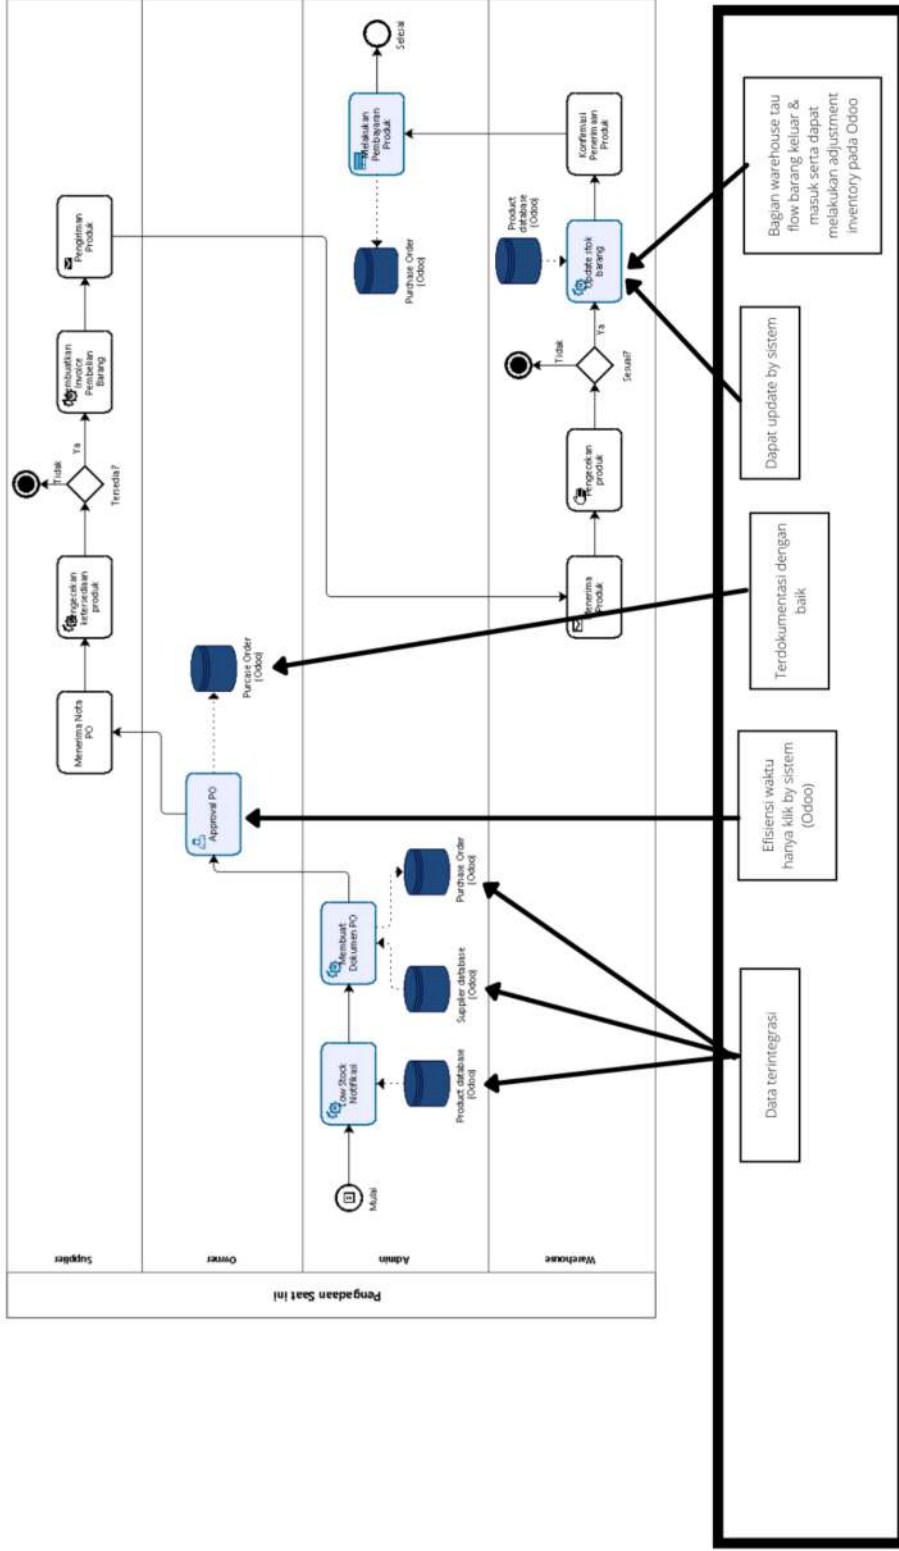 Pengadaan Saat ini
Supplier
Owner
Admin
Warehouse
Menerima Nota
PO
Pengecekan
ketersediaan
produk
Tersedia?
Tidak
Ya
Membuatkan
Invoice
Pembelian
Barang
Pengiriman
Produk
Approval PO
Purcase Order
(Odoo)
Mulai
Low Stock
Notifikasi
Product database
(Odoo)
Membuat
Dokumen PO
Supplier database
(Odoo)
Purchase Order
(Odoo)
Melakukan
Pembayaran
Produk
Purchase Order
(Odoo)
Selesai
Menerima
Produk
Pengecekan
produk
Sesuai?
Tidak
Ya
Update stok
barang
Product
database
(Odoo)
Konfirmasi
Penerimaan
Produk
Data terintegrasi
Efisiensi waktu
hanya klik by sistem
(Odoo)
Terdokumentasi dengan
baik
Dapat update by sistem
Bagian warehouse tau
flow barang keluar &
masuk serta dapat
melakukan adjustment
inventory pada Odoo